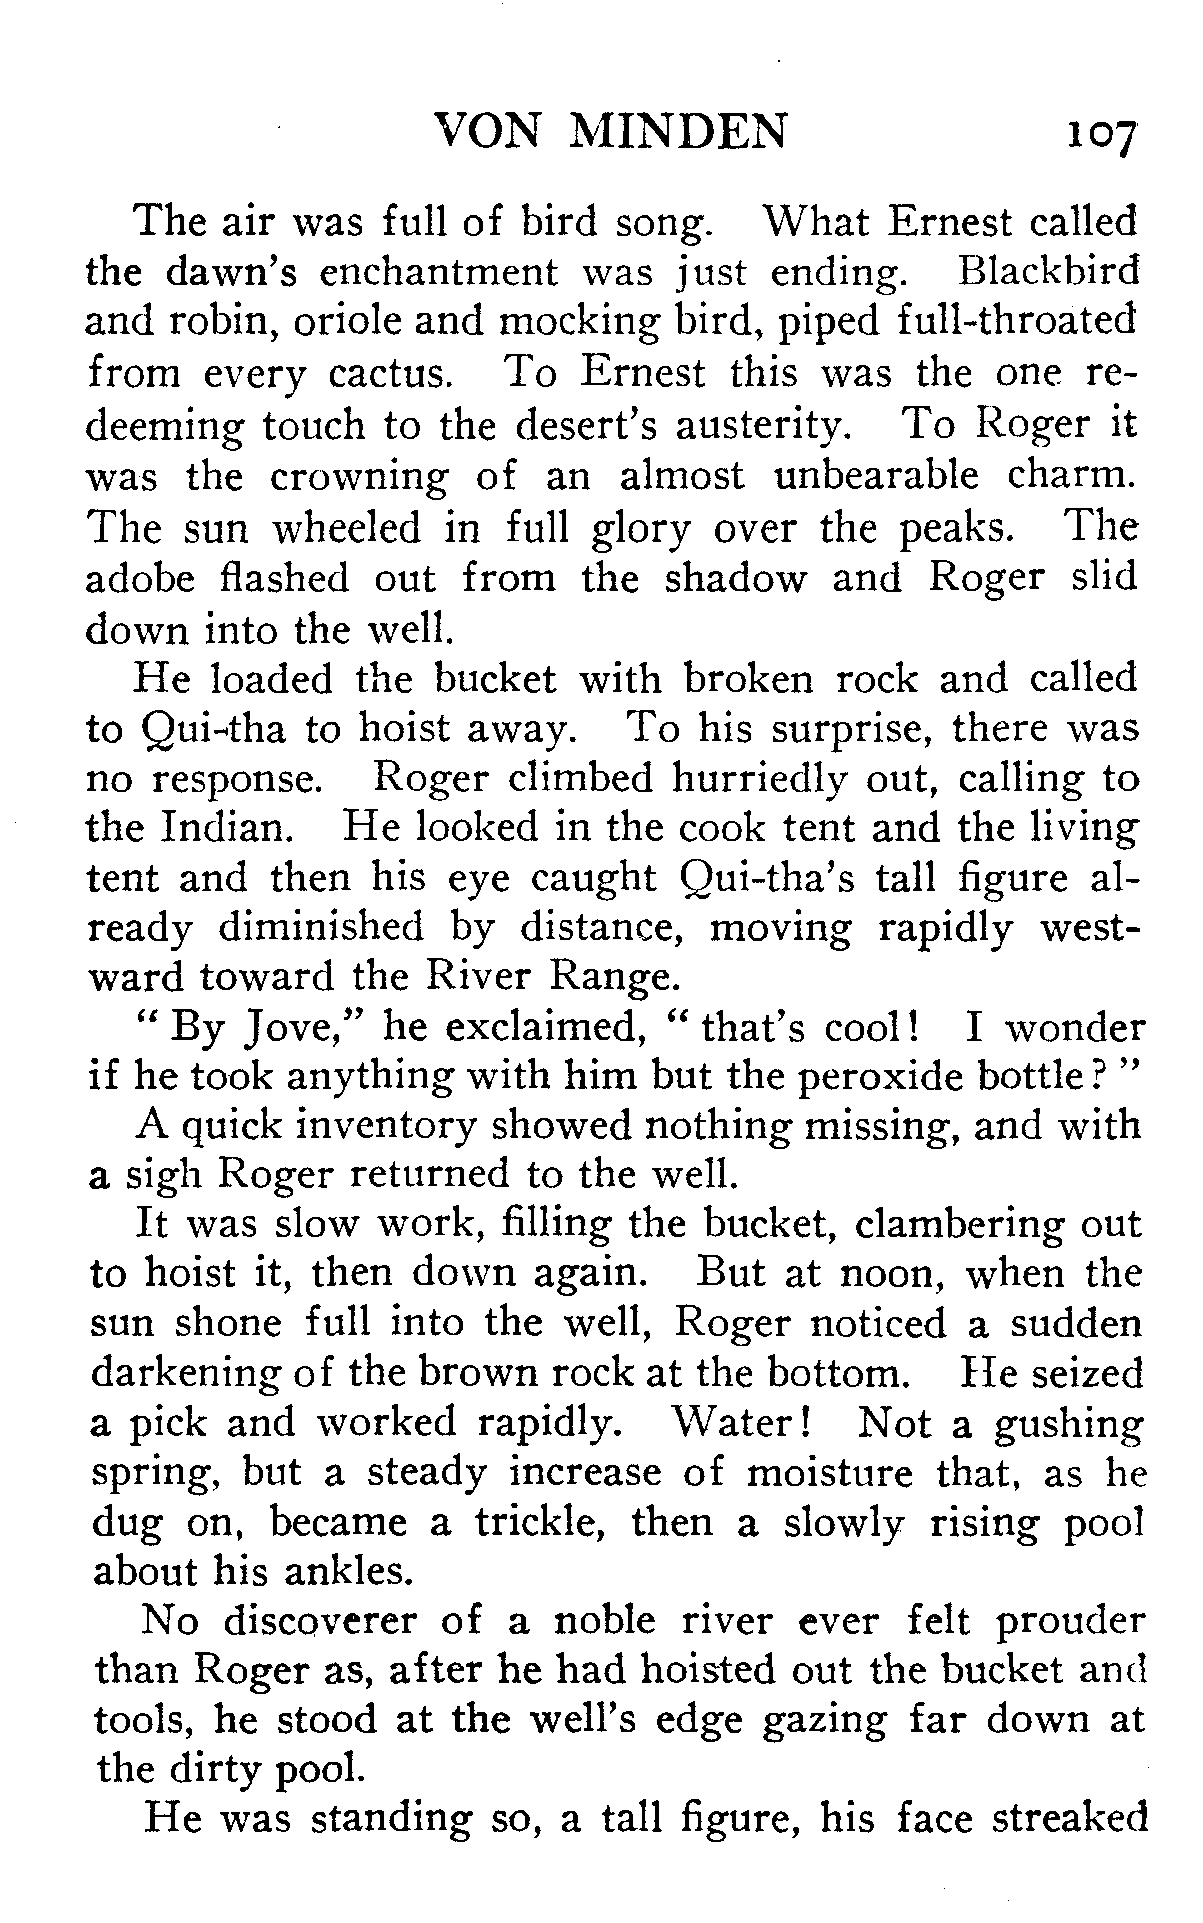 VON MINDEN 107
The air was full of bird song. What Ernest called
the dawn's enchantment was just ending. Blackbird
and robin, oriole and mocking bird, piped full-throated
from every cactus. To Ernest this was the one re-
deeming touch to the desert's austerity. To Roger it
was the crowning of an almost unbearable charm.
The sun wheeled in full glory over the peaks. The
adobe flashed out from the shadow and Roger slid
down into the well.
He loaded the bucket with broken rock and called
to Qui-tha to hoist away. To his surprise, there was
no response. Roger climbed hurriedly out, calling to
the Indian. He looked in the cook tent and the living
tent and then his eye caught Qui-tha's tall figure al-
ready diminished by distance, moving rapidly west-
ward toward the River Range.
" By Jove," he exclaimed, " that's cool! I wonder
if he took anything with him but the peroxide bottle? "
A quick inventory showed nothing missing, and with
a sigh Roger returned to the well.
It was slow work, filling the bucket, clambering out
to hoist it, then down again. But at noon, when the
sun shone full into the well, Roger noticed a sudden
darkening of the brown rock at the bottom. He seized
a pick and worked rapidly. Water! Not a gushing
spring, but a steady increase of moisture that, as he
dug on, became a trickle, then a slowly rising pool
about his ankles.
No discoverer of a noble river ever felt prouder
than Roger as, after he had hoisted out the bucket and
tools, he stood at the well's edge gazing far down at
the dirty pool.
He was standing so, a tall figure, his face streaked